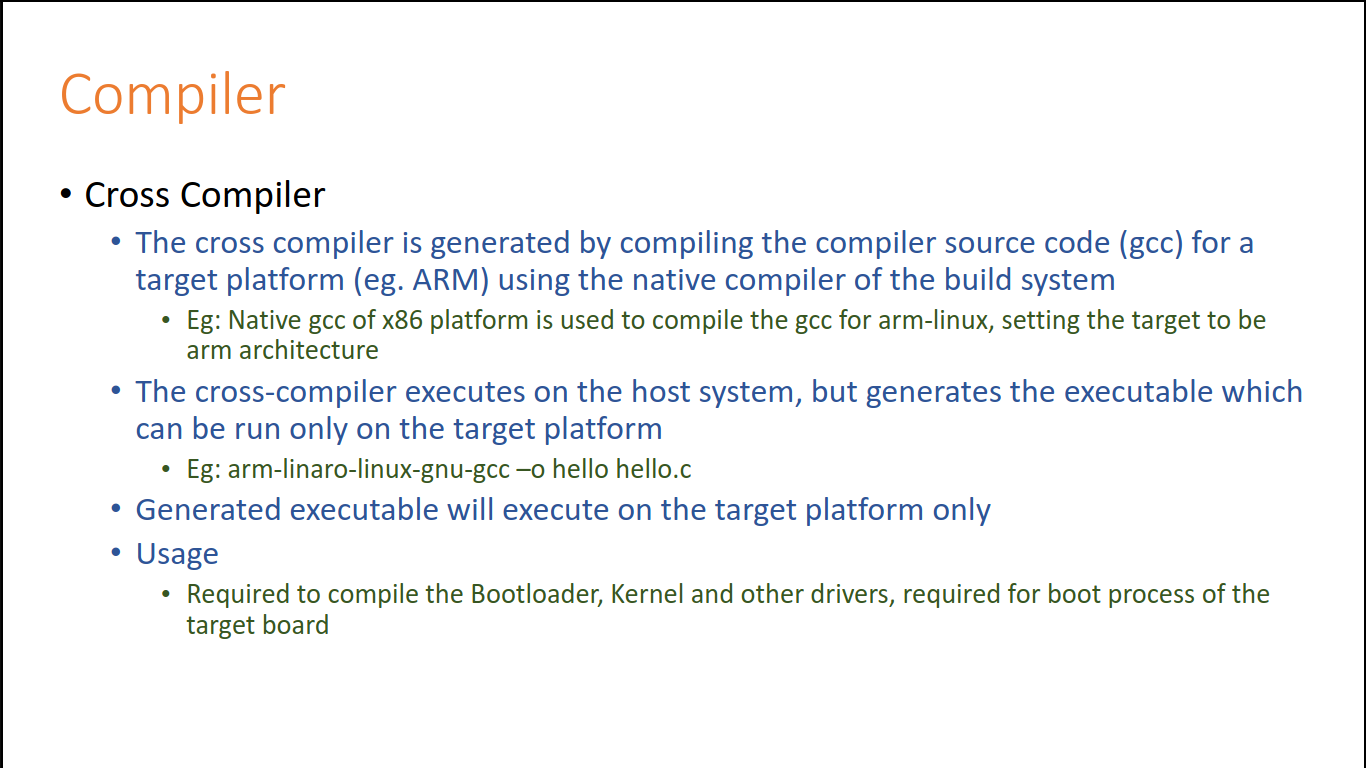 Compiler
• Cross Compiler
• The cross compiler is generated by compiling the compiler source code (gcc) for a
target platform (eg. ARM) using the native compiler of the build system
• Eg: Native gcc of x86 platform is used to compile the gcc for arm-linux, setting the target to be
arm architecture
• The cross-compiler executes on the host system, but generates the executable which
can be run only on the target platform
• Eg: arm-linaro-linux-gnu-gcc –o hello hello.c
• Generated executable will execute on the target platform only
• Usage
• Required to compile the Bootloader, Kernel and other drivers, required for boot process of the
target board